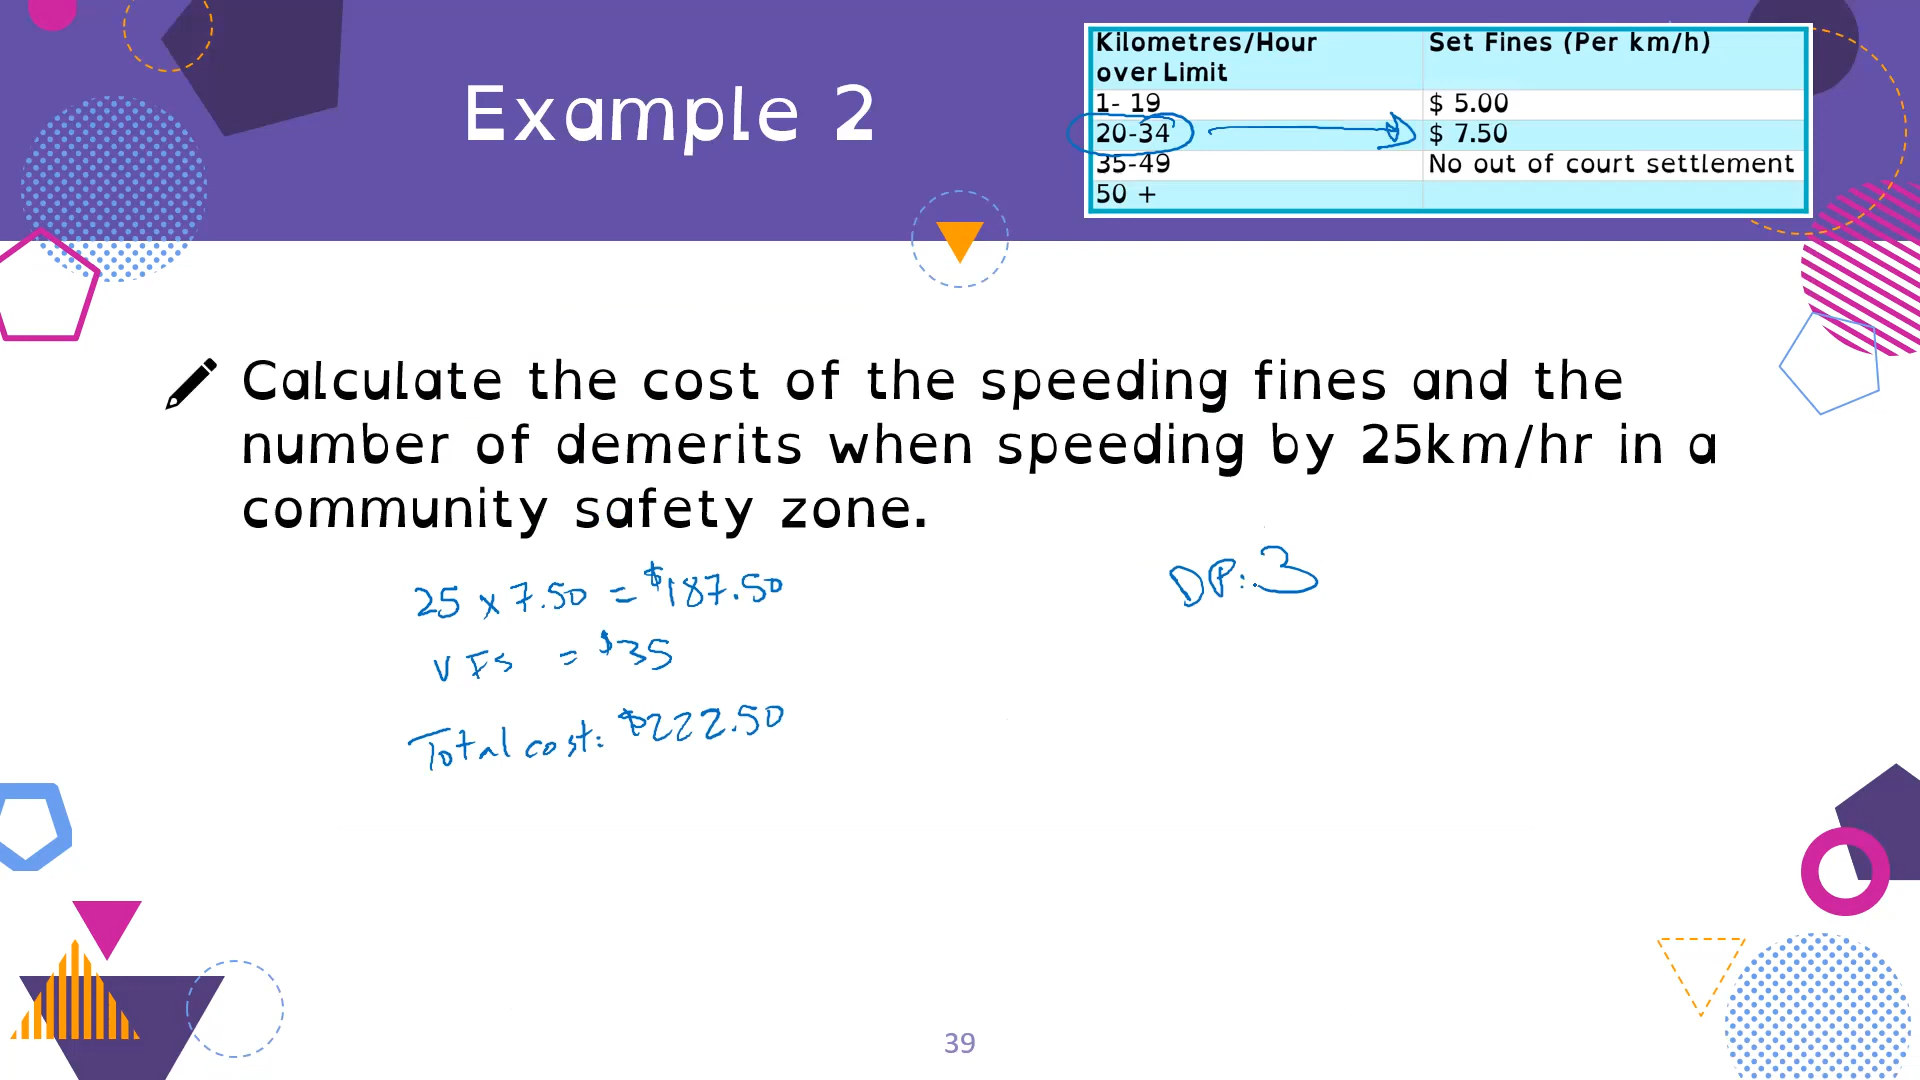 Example 2
Kilometres/Hour over Limit Set Fines (Per km/h)
1- 19 $ 5.00
20-34 $ 7.50
35-49 No out of court settlement
50 +
Calculate the cost of the speeding fines and the
number of demerits when speeding by 25km/hr in a
community safety zone.
25 x 7.50 = $187.50
DP: 3
VFS = $35
Total cost: $222.50
39